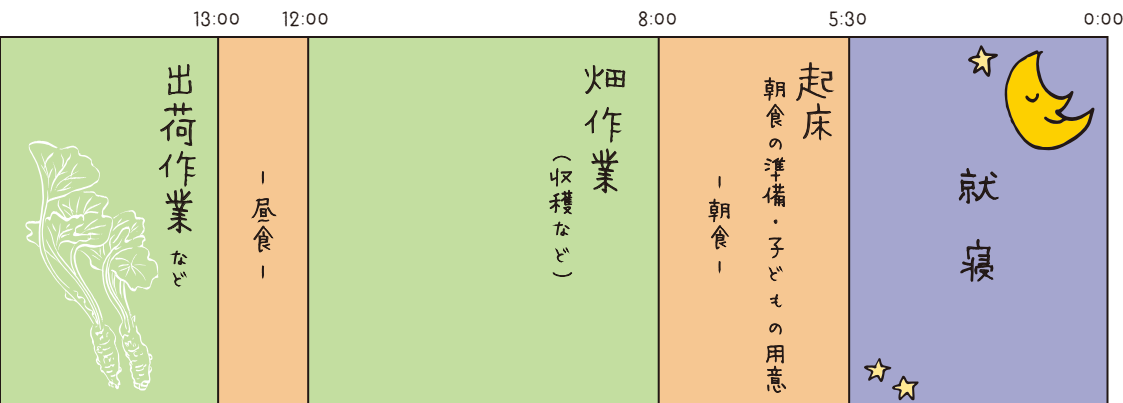 0:00
5:30
8:00
12:00
13:00
就寝
起床
朝食の準備・子どもの用意
－朝食－
畑作業
（収穫など）
－昼食－
出荷作業など